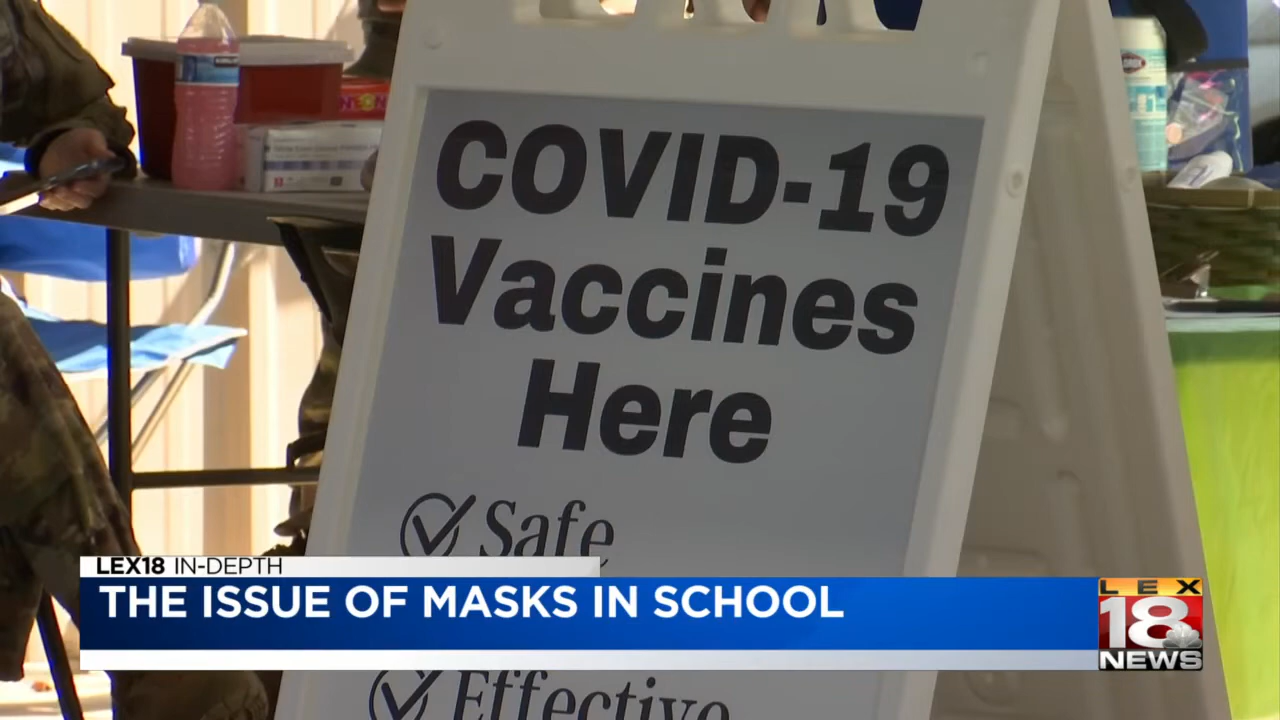 COVID-19
Vaccines
Here
Safe
LEX18 IN-DEPTH
THE ISSUE OF MASKS IN SCHOOL
LEX
18
NEWS
Effective